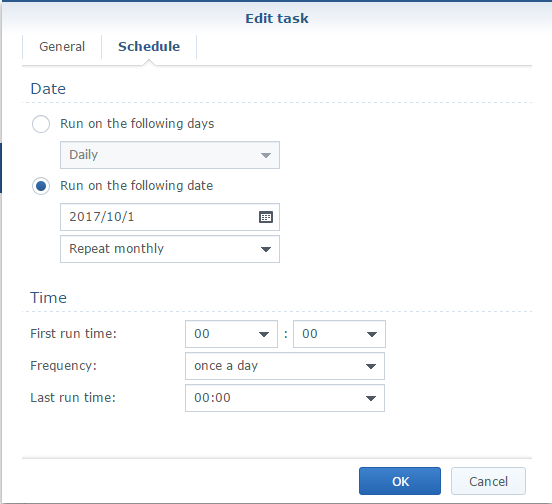 Edit task
General
Schedule
Date
Run on the following days
Daily
Run on the following date
2017/10/1
Repeat monthly
Time
First run time: 00 : 00
Frequency: once a day
Last run time: 00:00
OK Cancel